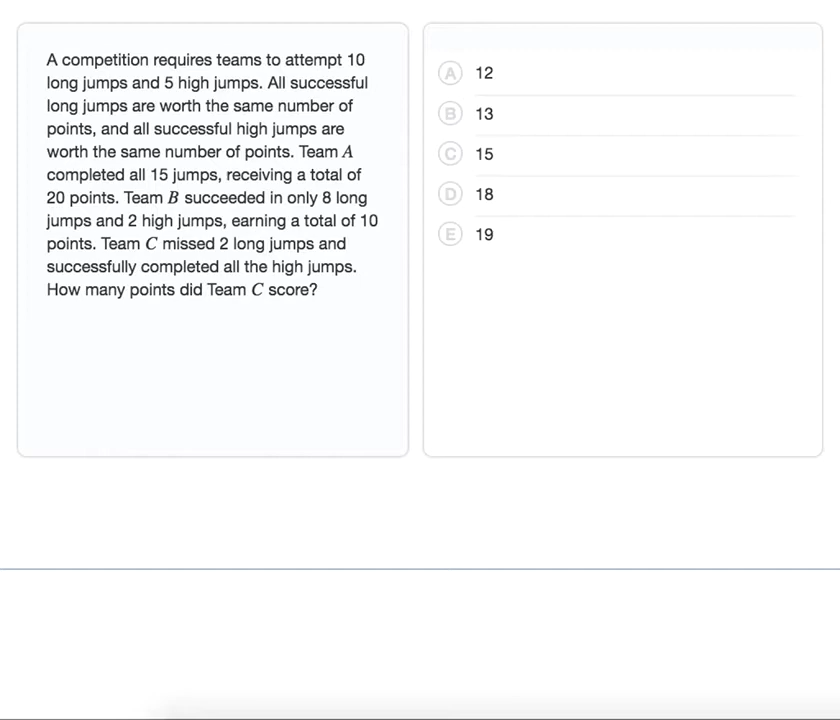 A competition requires teams to attempt 10
long jumps and 5 high jumps. All successful
long jumps are worth the same number of
points, and all successful high jumps are
worth the same number of points. Team A
completed all 15 jumps, receiving a total of
20 points. Team B succeeded in only 8 long
jumps and 2 high jumps, earning a total of 10
points. Team C missed 2 long jumps and
successfully completed all the high jumps.
How many points did Team C score?
A 12
B 13
C 15
D 18
E 19